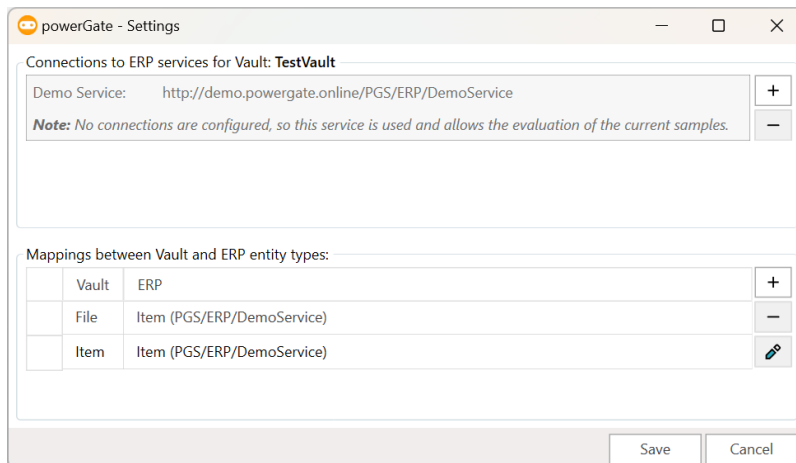 powerGate - Settings
Connections to ERP services for Vault: TestVault
Demo Service: http://demo.powergate.online/PGS/ERP/DemoService
Note: No connections are configured, so this service is used and allows the evaluation of the current samples.
Mappings between Vault and ERP entity types:
Vault ERP
File Item (PGS/ERP/DemoService)
Item Item (PGS/ERP/DemoService)
Save Cancel